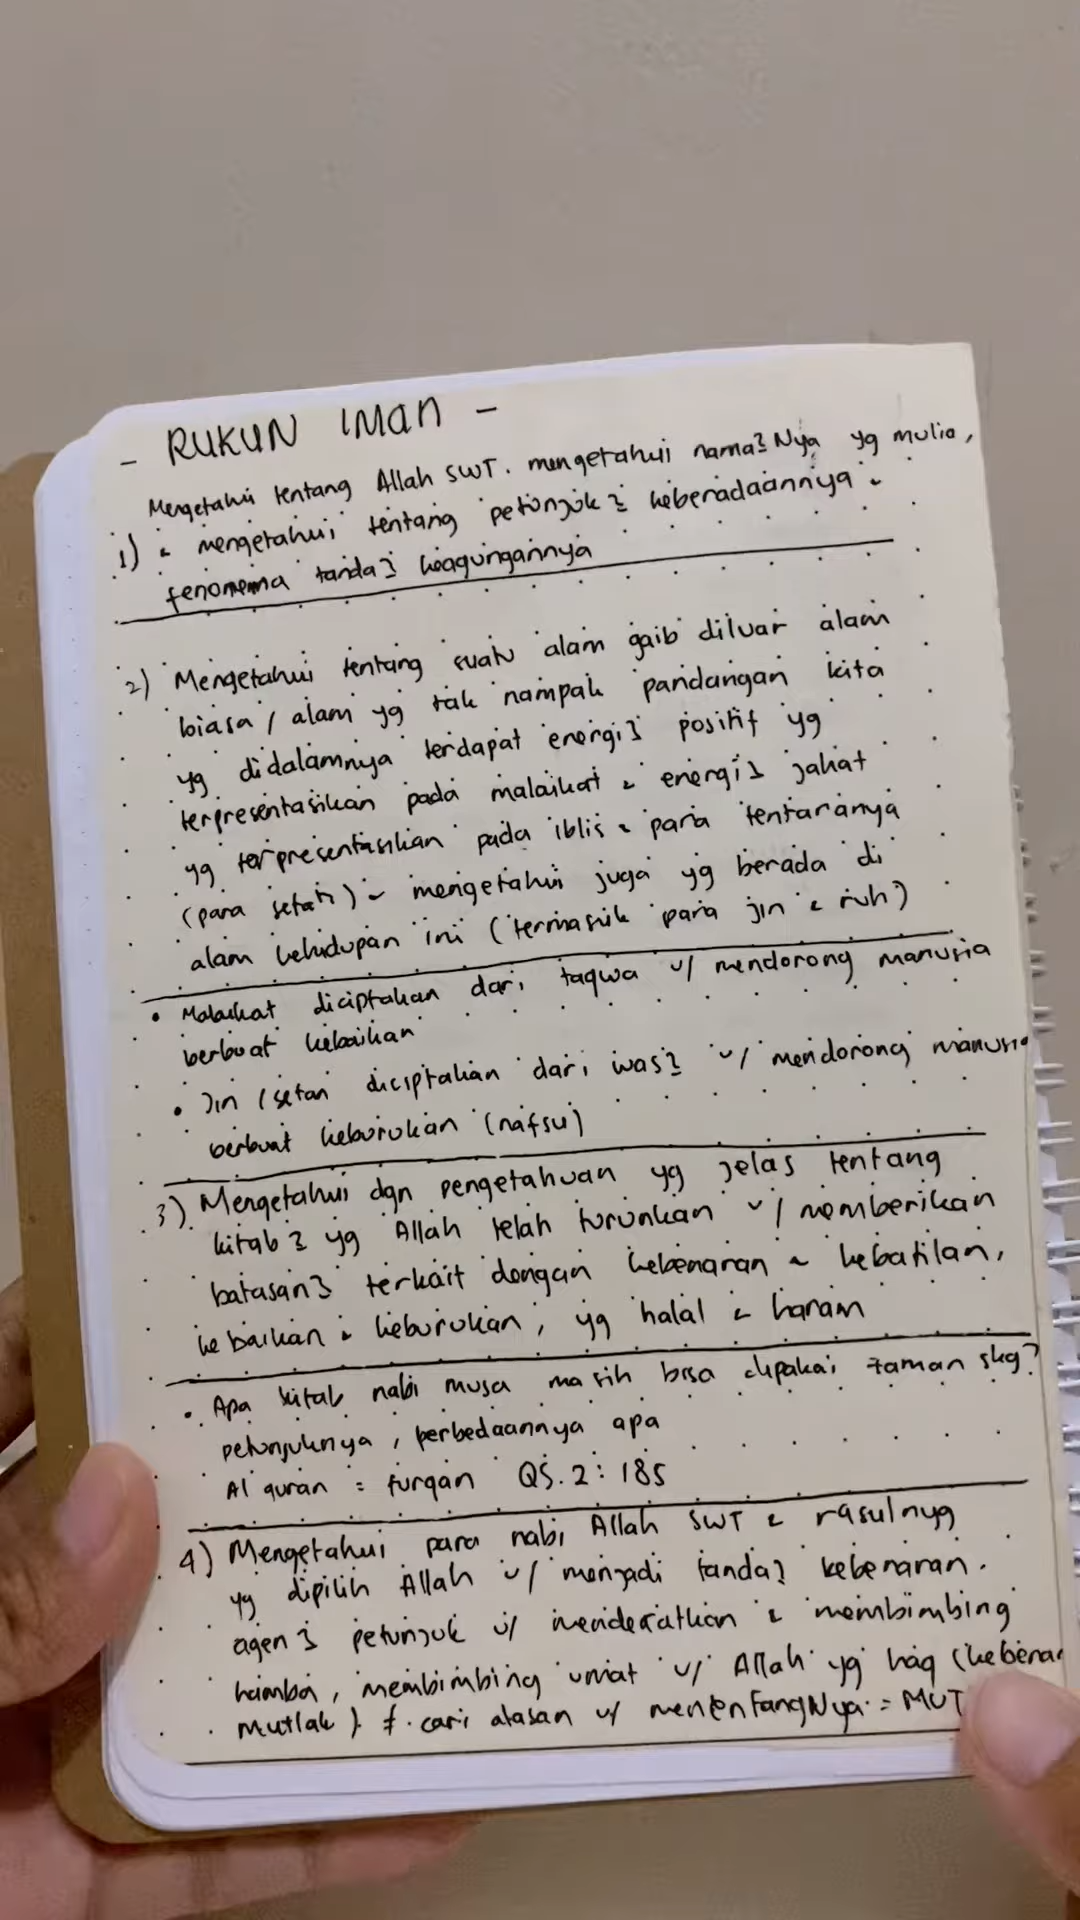 - RUKUN IMAN -
Mengetahui tentang Allah SWT. mengetahui nama2 Nya yg mulia,
1) & mengetahui tentang petunjuk2 keberadaannya &
fenomena tanda2 keagungannya
2) Mengetahui tentang suatu alam gaib diluar alam
biasa / alam yg tak nampak pandangan kita
yg didalamnya terdapat energi2 positif yg
terpresentasikan pada malaikat & energi2 jahat
yg terpresentasikan pada iblis & para tentaranya
(para setan) & mengetahui juga yg berada di
alam kehidupan ini (termasuk para jin & ruh)
• Malaikat diciptakan dari taqwa u/ mendorong manusia
berbuat kebaikan
• Jin / setan diciptakan dari was2 u/ mendorong manusia
berbuat keburukan (nafsu)
3) Mengetahui dgn pengetahuan yg jelas tentang
kitab2 yg Allah telah turunkan u/ memberikan
batasan2 terkait dengan kebenaran & kebatilan,
kebaikan & keburukan, yg halal & haram
• Apa kitab nabi musa masih bisa dipakai zaman skg?
petunjuknya, perbedaannya apa
Al quran = furqan QS. 2 : 185
4) Mengetahui para nabi Allah SWT & rasulnya
yg dipilih Allah u/ menjadi tanda2 kebenaran.
agen2 petunjuk u/ & membimbing
hamba, membimbing umat u/ Allah yg haq (kebenar
mutlak). cari alasan u/ menentangNya = MUT